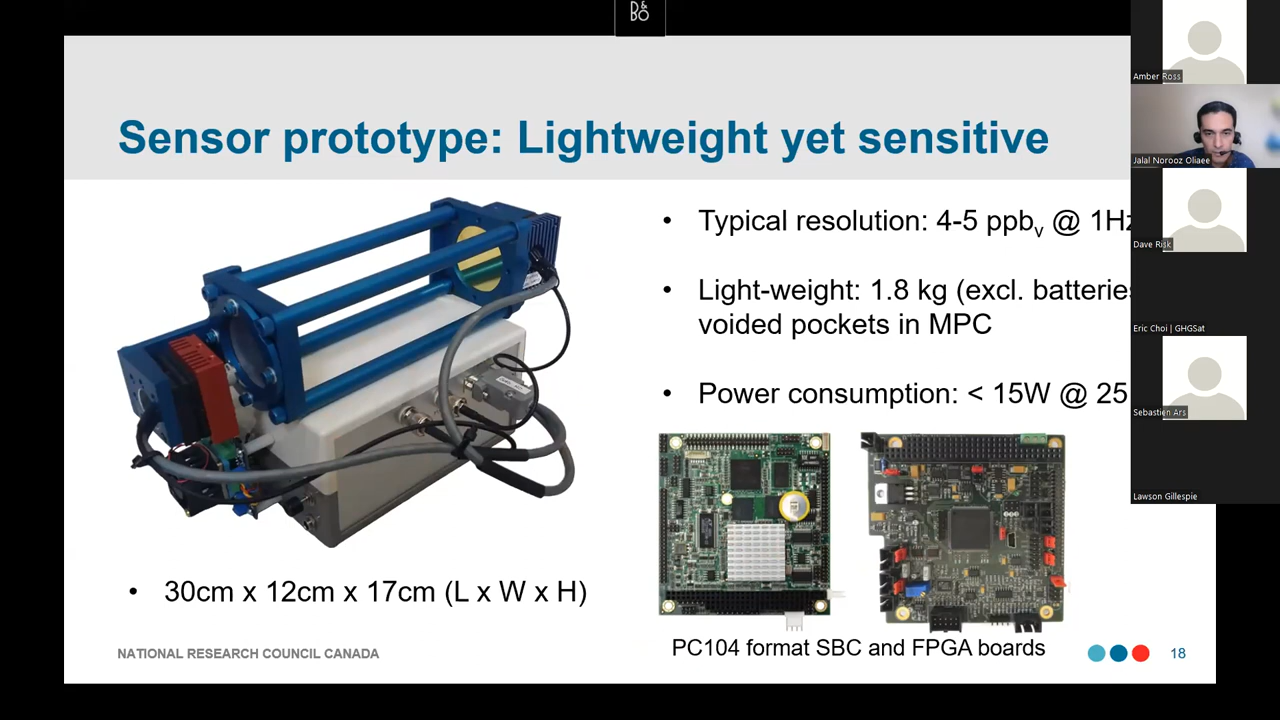 B&O
Sensor prototype: Lightweight yet sensitive
• Typical resolution: 4-5 ppbv @ 1Hz
• Light-weight: 1.8 kg (excl. batteries
voided pockets in MPC
• Power consumption: < 15W @ 25
• 30cm x 12cm x 17cm (L x W x H)
PC104 format SBC and FPGA boards
NATIONAL RESEARCH COUNCIL CANADA
18
Amber Ross
Jalal Norooz Oliaee
Dave Risk
Eric Choi | GHGSat
Sebastien Ars
Lawson Gillespie